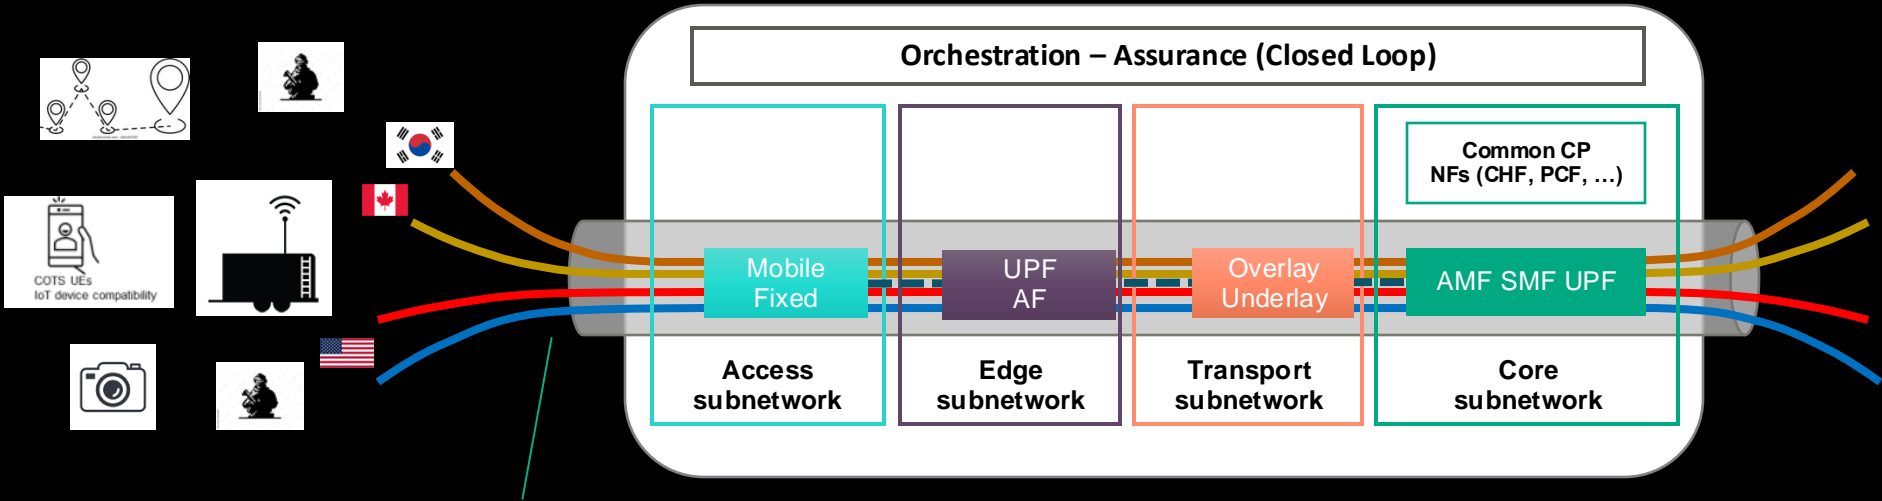 Orchestration – Assurance (Closed Loop)
Common CP
NFs (CHF, PCF, …)
COTS UEs
IoT device compatibility
Mobile
Fixed
UPF
AF
Overlay
Underlay
AMF SMF UPF
Access
subnetwork
Edge
subnetwork
Transport
subnetwork
Core
subnetwork